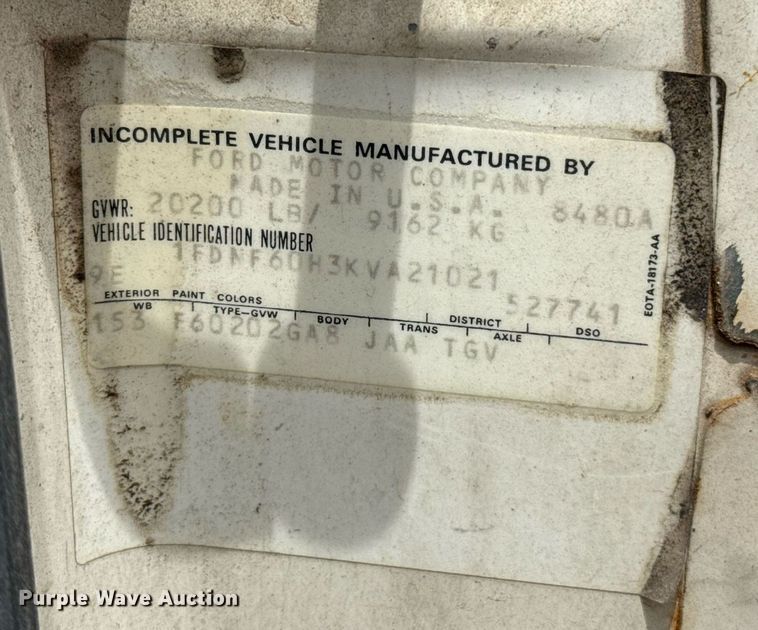 INCOMPLETE VEHICLE MANUFACTURED BY
FORD MOTOR COMPANY
MADE IN U.S.A. 8480A
GVWR: 20200 LB/ 9162 KG
VEHICLE IDENTIFICATION NUMBER
1FDNF60H3KVA21021
9E 527741
EXTERIOR PAINT COLORS DISTRICT DSO
WB TYPE-GVW BODY TRANS AXLE
153 F60202GA8 JAA TGV
E0TA-18173-AA
Purple Wave Auction